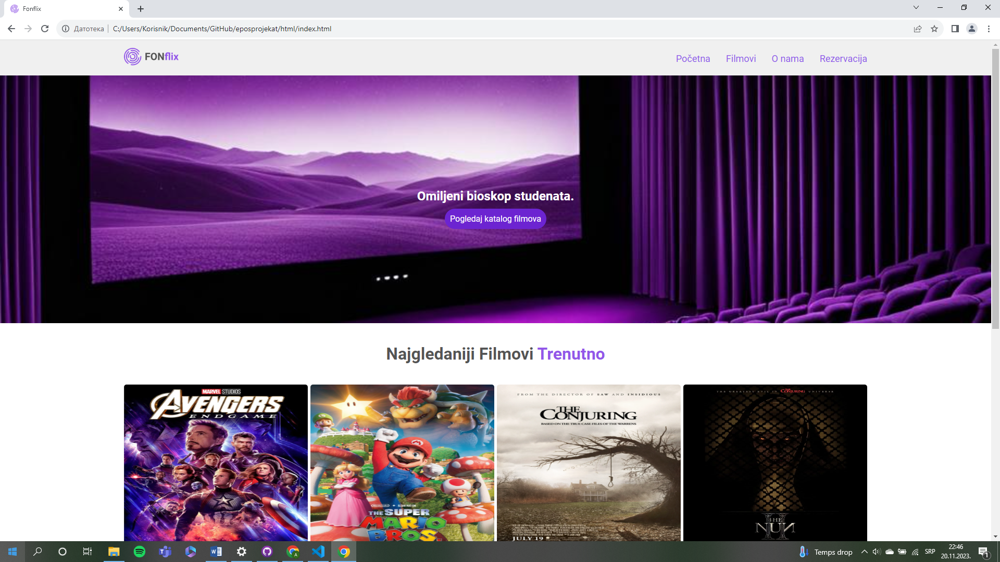 Fonflix
Датотека
C:/Users/Korisnik/Documents/GitHub/eposprojekat/html/index.html
FONflix
Početna
Filmovi
O nama
Rezervacija
Omiljeni bioskop studenata.
Pogledaj katalog filmova
Najgledaniji Filmovi Trenutno
MARVEL STUDIOS
AVENGERS
ENDGAME
Nintendo
THE SUPER
MARIO
BROS.
FROM THE DIRECTOR OF SAW AND INSIDIOUS
THE
CONJURING
BASED ON THE TRUE CASE FILES OF THE WARRENS
JULY 19
THE GREATEST EVIL IN THE CONJURING UNIVERSE
THE
NUN
II
Temps drop
SRP
22:46
20.11.2023.
1